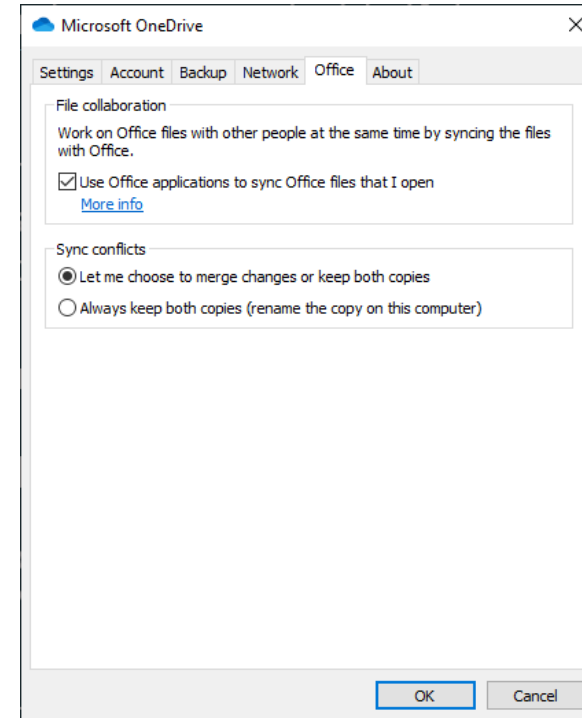 Microsoft OneDrive
Settings Account Backup Network Office About
File collaboration
Work on Office files with other people at the same time by syncing the files
with Office.
Use Office applications to sync Office files that I open
More info
Sync conflicts
Let me choose to merge changes or keep both copies
Always keep both copies (rename the copy on this computer)
OK Cancel